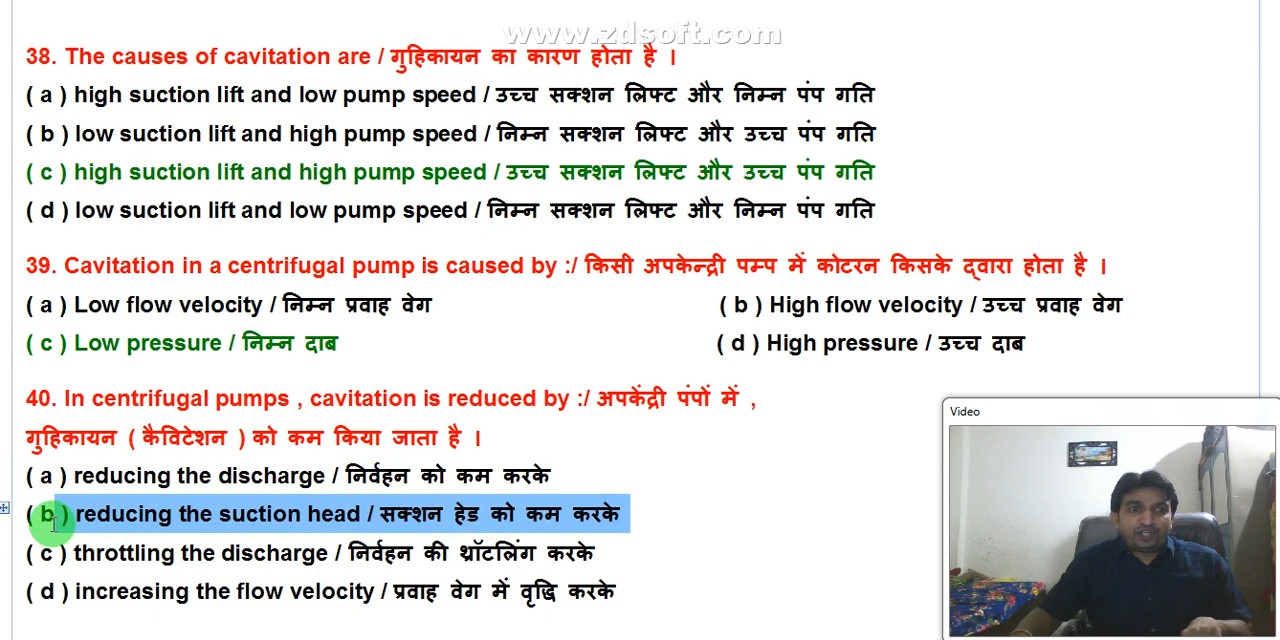 www.zdsoft.com
38. The causes of cavitation are / गुहिकायन का कारण होता है ।
( a ) high suction lift and low pump speed / उच्च सक्शन लिफ्ट और निम्न पंप गति
( b ) low suction lift and high pump speed / निम्न सक्शन लिफ्ट और उच्च पंप गति
( c ) high suction lift and high pump speed / उच्च सक्शन लिफ्ट और उच्च पंप गति
( d ) low suction lift and low pump speed / निम्न सक्शन लिफ्ट और निम्न पंप गति
39. Cavitation in a centrifugal pump is caused by :/ किसी अपकेन्द्री पम्प में कोटरन किसके द्वारा होता है ।
( a ) Low flow velocity / निम्न प्रवाह वेग ( b ) High flow velocity / उच्च प्रवाह वेग
( c ) Low pressure / निम्न दाब ( d ) High pressure / उच्च दाब
40. In centrifugal pumps , cavitation is reduced by :/ अपकेंद्री पंपों में ,
गुहिकायन ( कैविटेशन ) को कम किया जाता है ।
( a ) reducing the discharge / निर्वहन को कम करके
( b ) reducing the suction head / सक्शन हेड को कम करके
( c ) throttling the discharge / निर्वहन की थ्रॉटलिंग करके
( d ) increasing the flow velocity / प्रवाह वेग में वृद्धि करके
Video